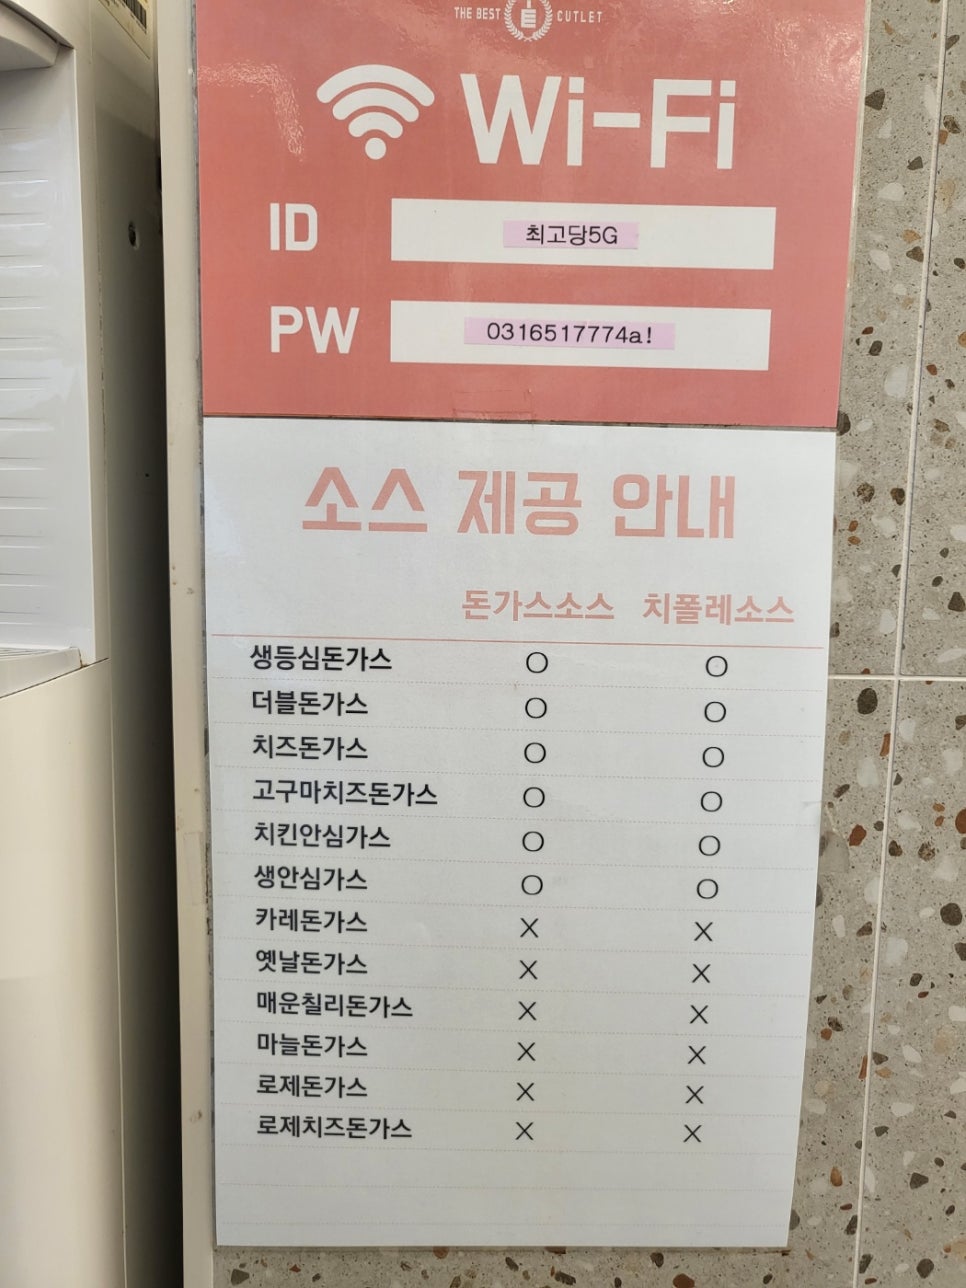 THE BEST CUTLET
Wi-Fi
ID 최고당5G
PW 0316517774a!
소스 제공 안내
돈가스소스 치폴레소스
생등심돈가스 O O
더블돈가스 O O
치즈돈가스 O O
고구마치즈돈가스 O O
치킨안심가스 O O
생안심가스 O O
카레돈가스 X X
옛날돈가스 X X
매운칠리돈가스 X X
마늘돈가스 X X
로제돈가스 X X
로제치즈돈가스 X X